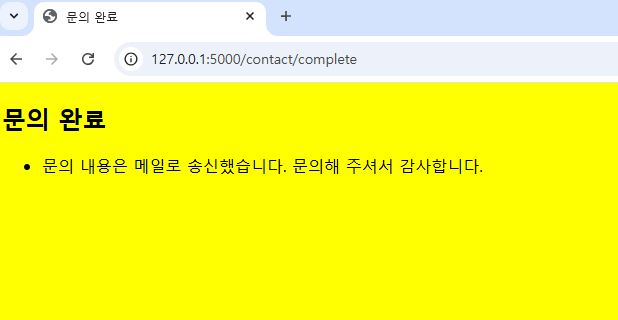 문의 완료
127.0.0.1:5000/contact/complete
문의 완료
• 문의 내용은 메일로 송신했습니다. 문의해 주셔서 감사합니다.